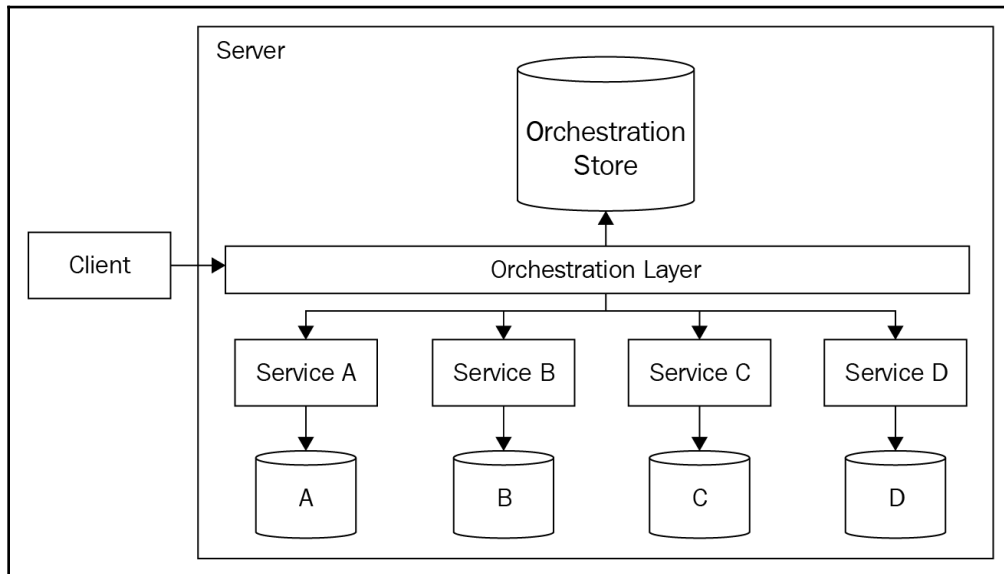 Server
Orchestration
Store
Client
Orchestration Layer
Service A
Service B
Service C
Service D
A
B
C
D